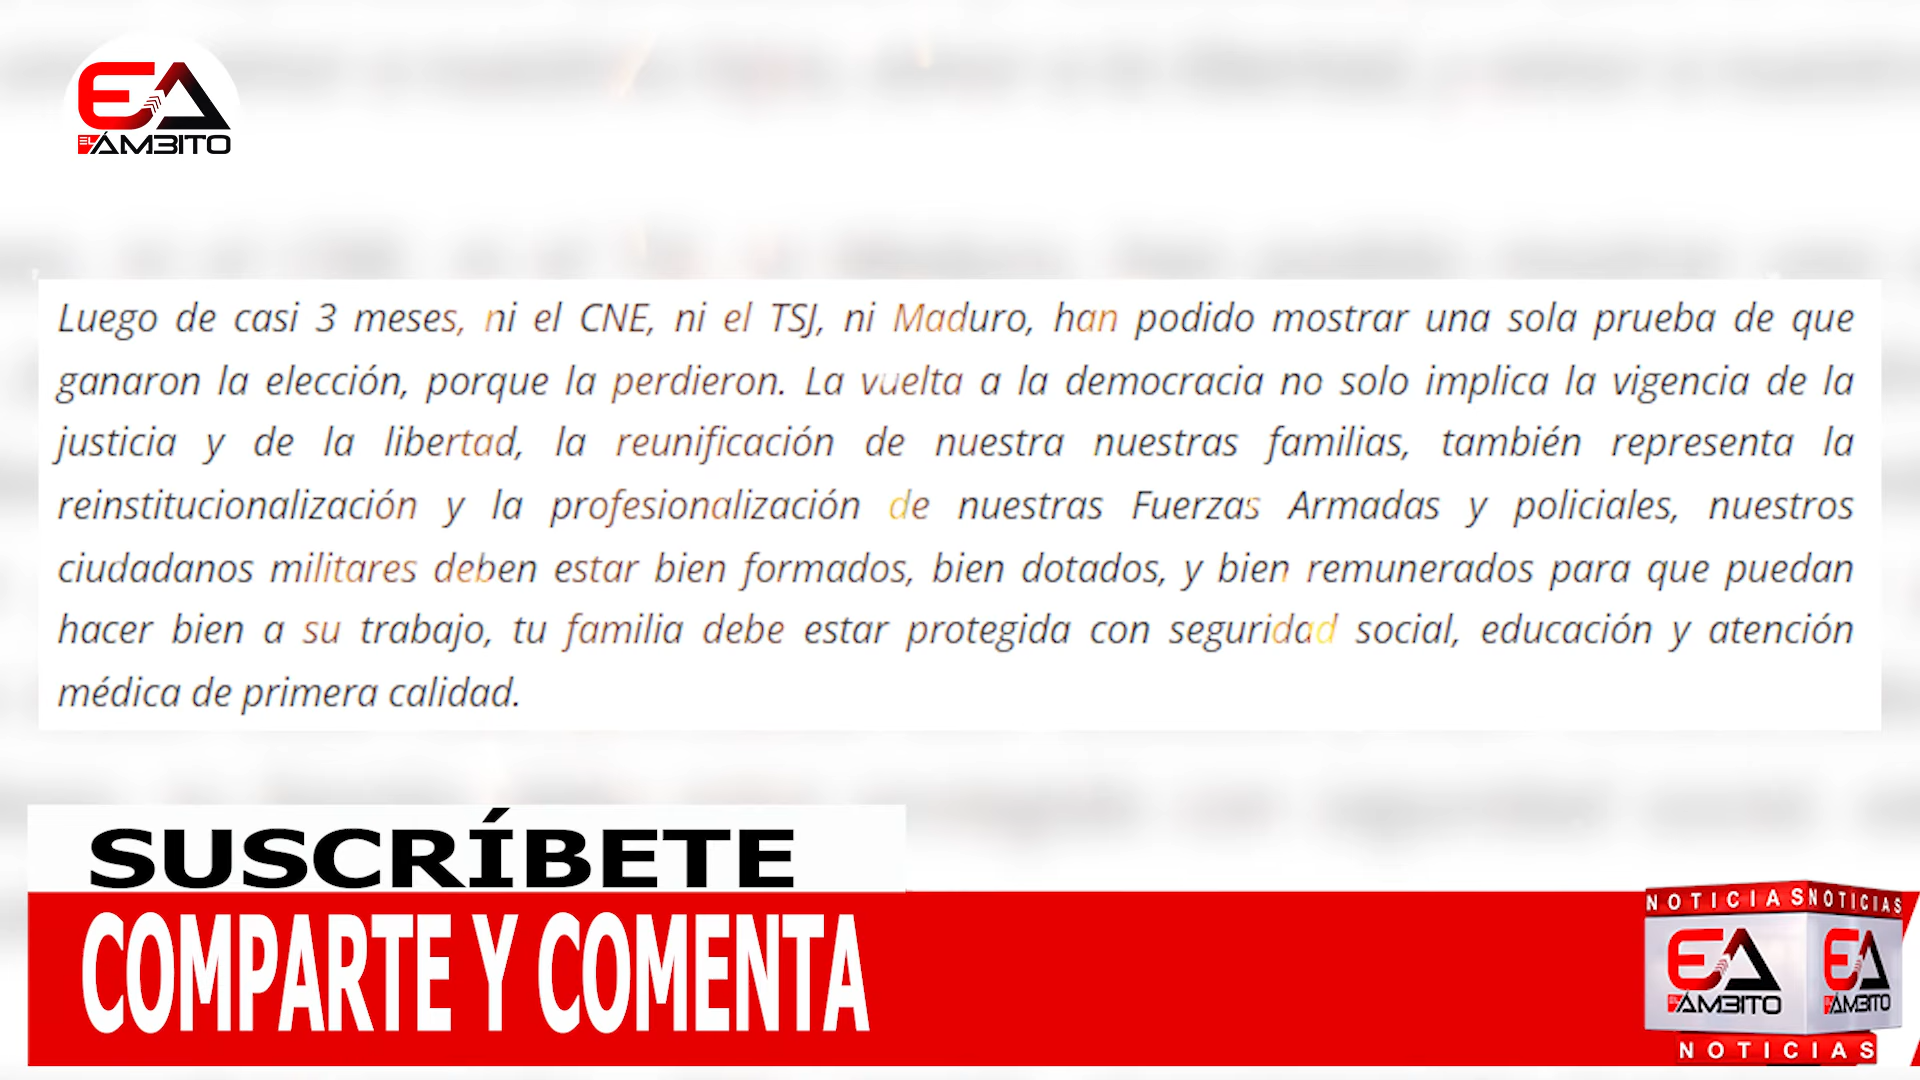 EA
EL ÁMBITO
Luego de casi 3 meses, ni el CNE, ni el TSJ, ni Maduro, han podido mostrar una sola prueba de que
ganaron la elección, porque la perdieron. La vuelta a la democracia no solo implica la vigencia de la
justicia y de la libertad, la reunificación de nuestra nuestras familias, también representa la
reinstitucionalización y la profesionalización de nuestras Fuerzas Armadas y policiales, nuestros
ciudadanos militares deben estar bien formados, bien dotados, y bien remunerados para que puedan
hacer bien a su trabajo, tu familia debe estar protegida con seguridad social, educación y atención
médica de primera calidad.
SUSCRÍBETE
COMPARTE Y COMENTA
NOTICIAS NOTICIAS
EA EA
EL ÁMBITO EL ÁMBITO
NOTICIAS